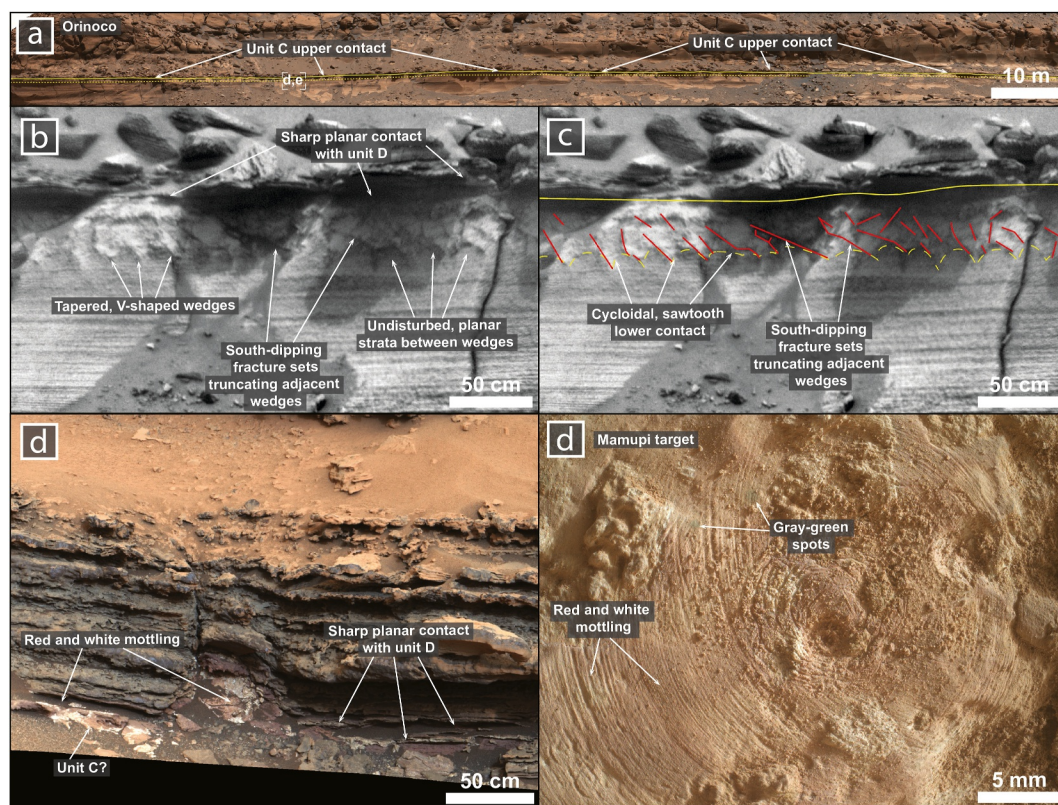 a
Orinoco
Unit C upper contact
Unit C upper contact
d,e
10 m
b
Sharp planar contact
with unit D
Tapered, V-shaped wedges
South-dipping
fracture sets
truncating adjacent
wedges
Undisturbed, planar
strata between wedges
50 cm
c
Cycloidal, sawtooth
lower contact
South-dipping
fracture sets
truncating adjacent
wedges
50 cm
d
Red and white mottling
Sharp planar contact
with unit D
Unit C?
50 cm
d
Mamupi target
Gray-green
spots
Red and white
mottling
5 mm